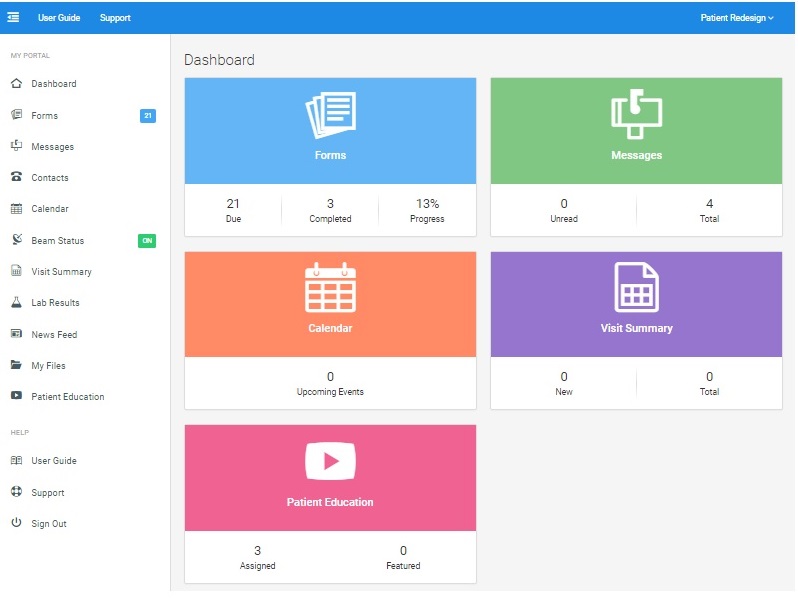 User Guide Support Patient Redesign
MY PORTAL
Dashboard
Forms 21
Messages
Contacts
Calendar
Beam Status ON
Visit Summary
Lab Results
News Feed
My Files
Patient Education
HELP
User Guide
Support
Sign Out
Dashboard
Forms
21 3 13%
Due Completed Progress
Messages
0 4
Unread Total
Calendar
0
Upcoming Events
Visit Summary
0 0
New Total
Patient Education
3 0
Assigned Featured